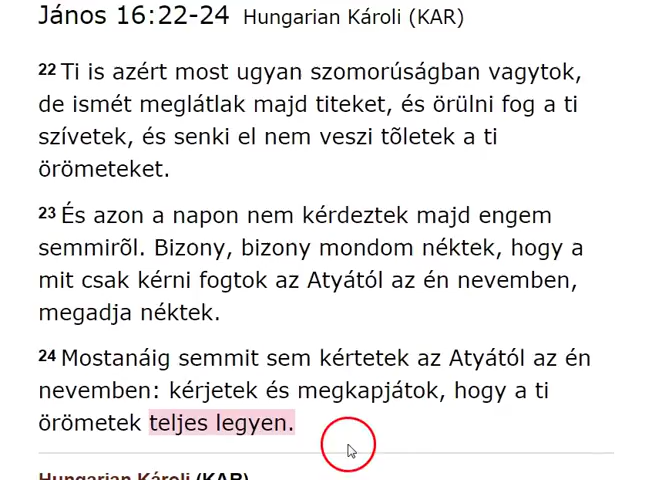 János 16:22-24 Hungarian Károli (KAR)
22 Ti is azért most ugyan szomorúságban vagytok,
de ismét meglátlak majd titeket, és örülni fog a ti
szívetek, és senki el nem veszi tõletek a ti
örömeteket.
23 És azon a napon nem kérdeztek majd engem
semmirõl. Bizony, bizony mondom néktek, hogy a
mit csak kérni fogtok az Atyától az én nevemben,
megadja néktek.
24 Mostanáig semmit sem kértetek az Atyától az én
nevemben: kérjetek és megkapjátok, hogy a ti
örömetek teljes legyen.
Hungarian Károli (KAR)